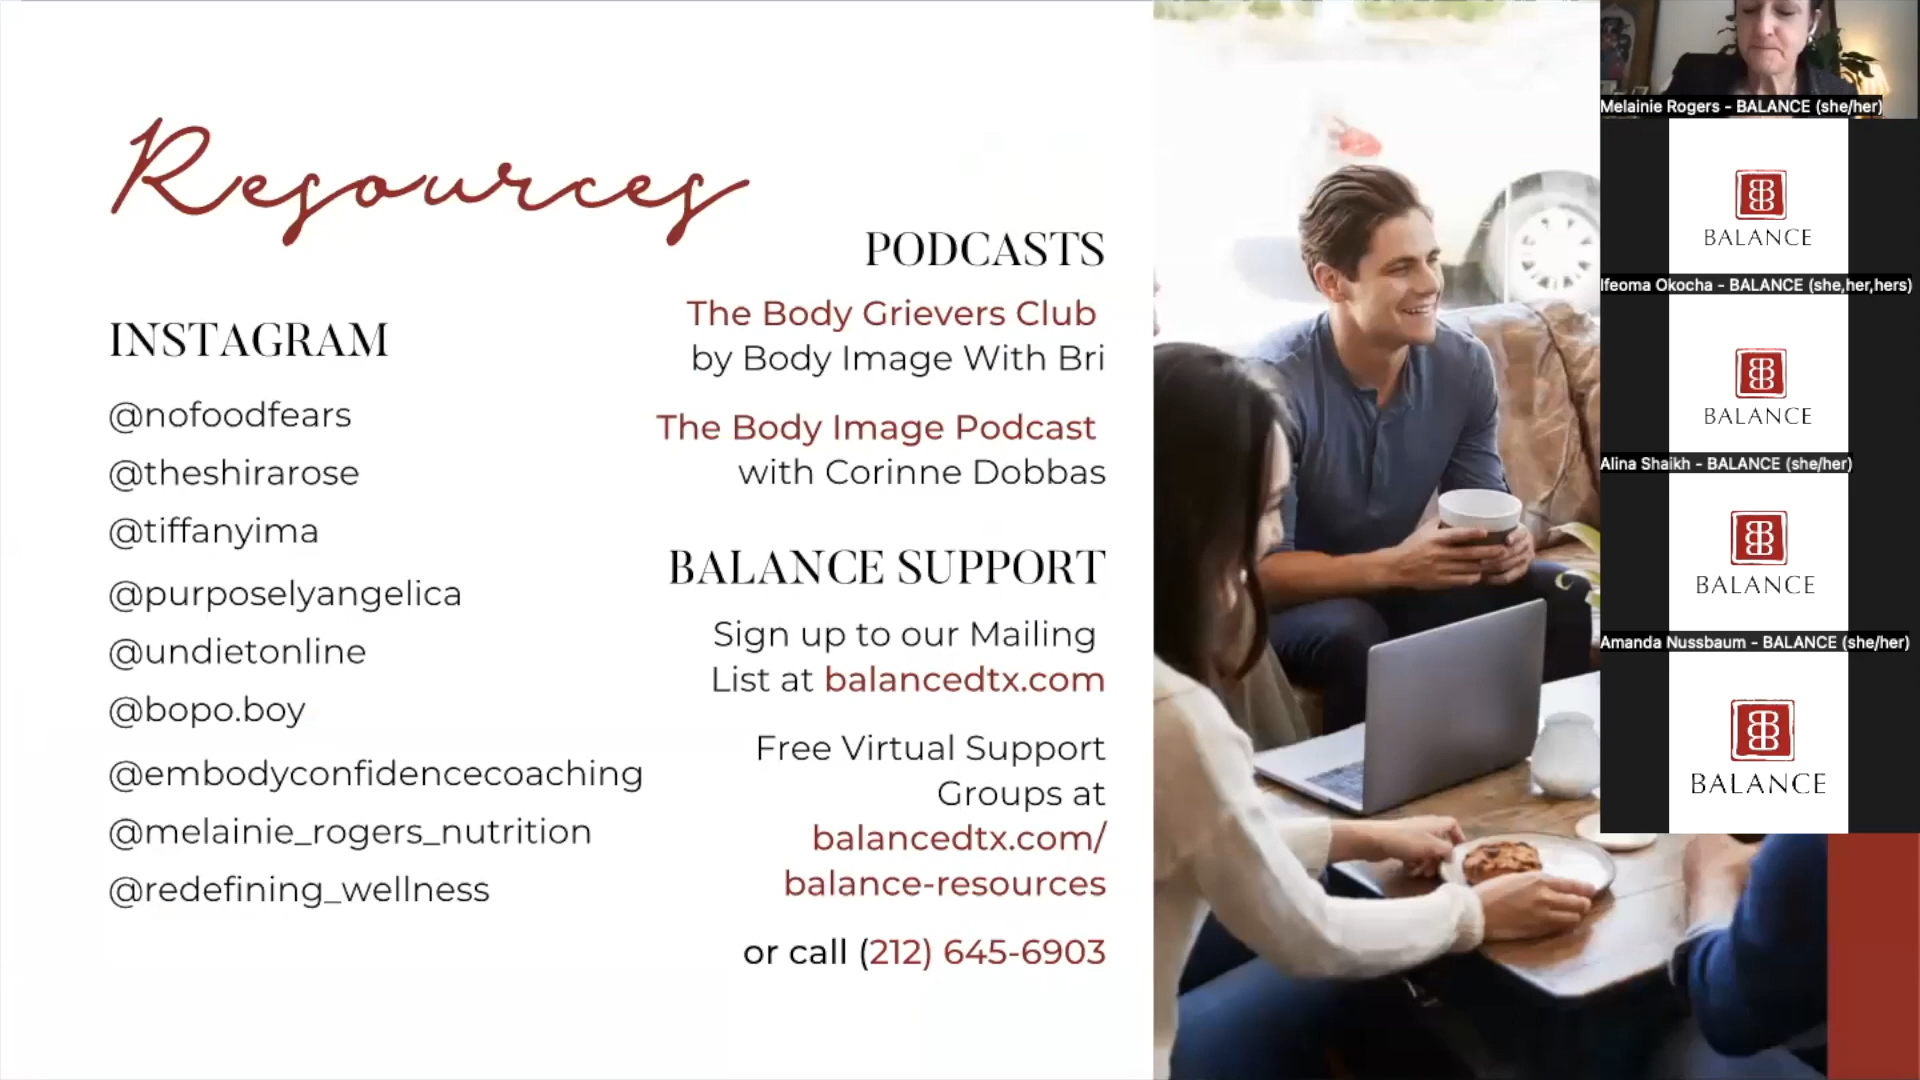 Resources
INSTAGRAM
@nofoodfears
@theshirarose
@tiffanyima
@purposelyangelica
@undietonline
@bopo.boy
@embodyconfidencecoaching
@melainie_rogers_nutrition
@redefining_wellness
PODCASTS
The Body Grievers Club
by Body Image With Bri
The Body Image Podcast
with Corinne Dobbas
BALANCE SUPPORT
Sign up to our Mailing
List at balancedtx.com
Free Virtual Support
Groups at
balancedtx.com/
balance-resources
or call (212) 645-6903
Melainie Rogers - BALANCE (she/her)
BALANCE
Ifeoma Okocha - BALANCE (she,her,hers)
BALANCE
Alina Shaikh - BALANCE (she/her)
BALANCE
Amanda Nussbaum - BALANCE (she/her)
BALANCE